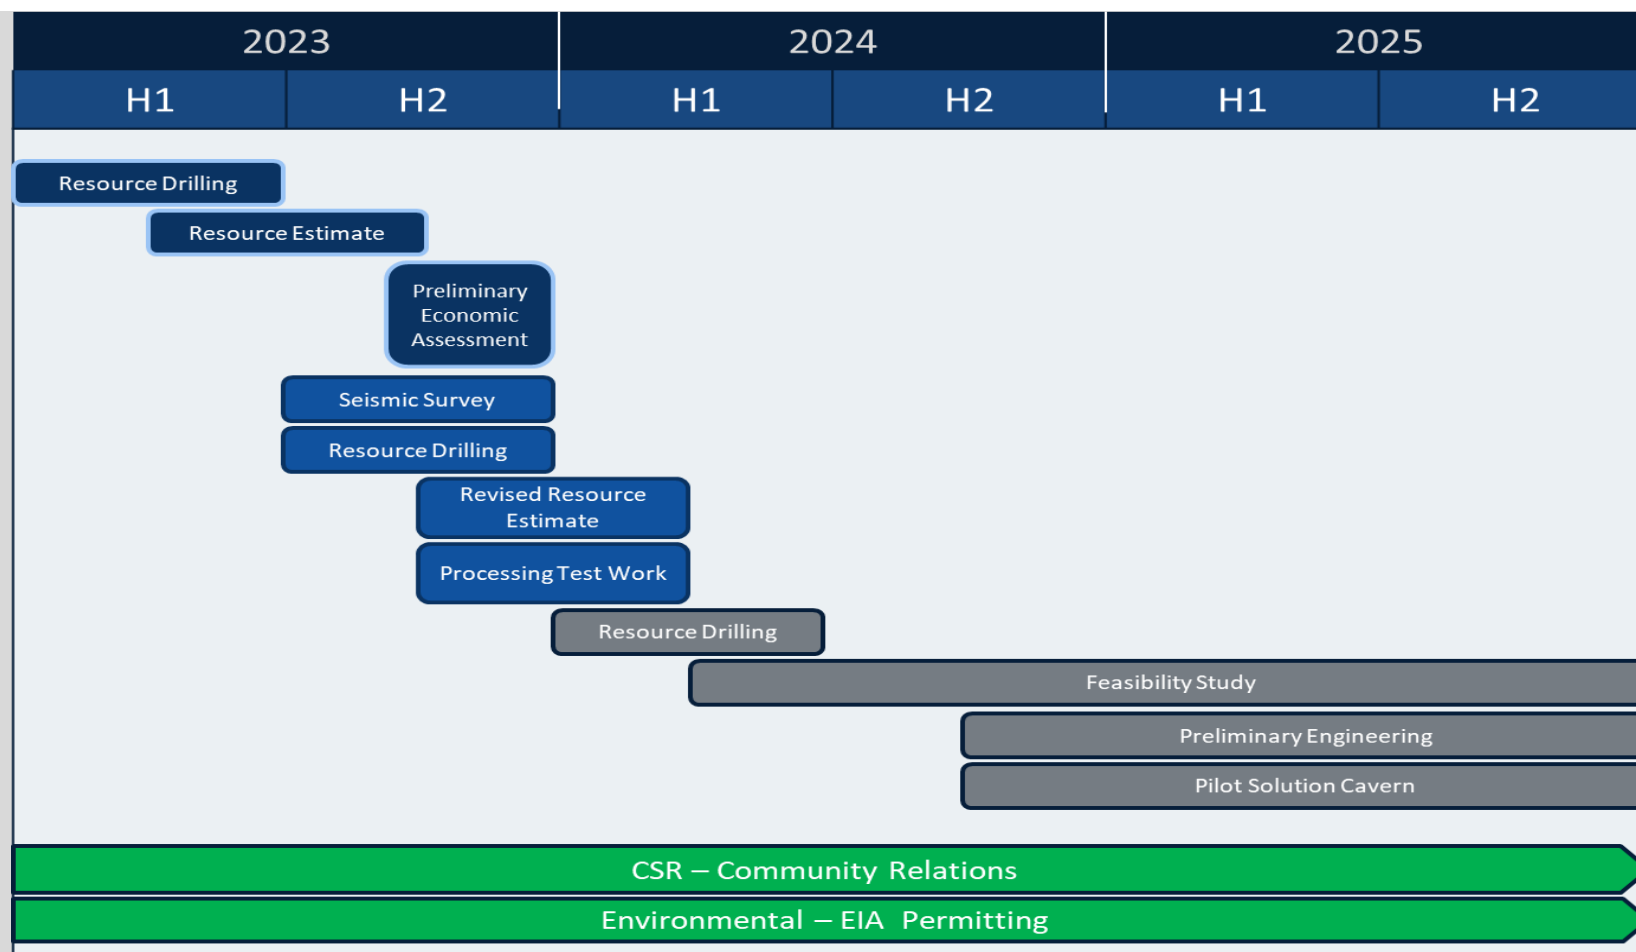 2023
2024
2025
H1
H2
H1
H2
H1
H2
Resource Drilling
Resource Estimate
Preliminary
Economic
Assessment
Seismic Survey
Resource Drilling
Revised Resource
Estimate
Processing Test Work
Resource Drilling
Feasibility Study
Preliminary Engineering
Pilot Solution Cavern
CSR – Community Relations
Environmental – EIA Permitting